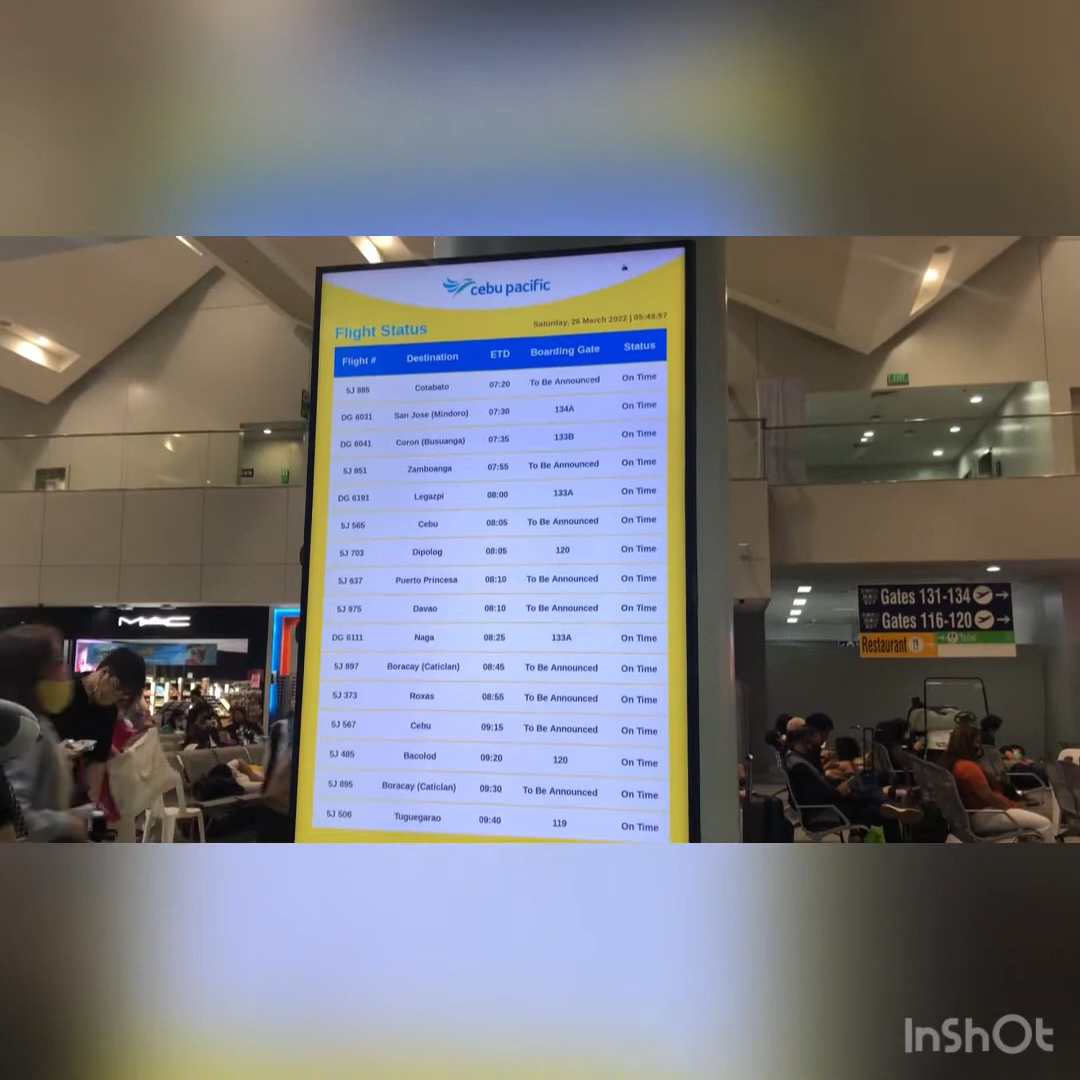 cebu pacific
Flight Status
Saturday, 26 March 2022 | 05:49:57
Flight # Destination ETD Boarding Gate Status
5J 885 Cotabato 07:20 To Be Announced On Time
DG 6031 San Jose (Mindoro) 07:30 134A On Time
DG 6041 Coron (Busuanga) 07:35 133B On Time
5J 851 Zamboanga 07:55 To Be Announced On Time
DG 6191 Legazpi 08:00 133A On Time
5J 565 Cebu 08:05 To Be Announced On Time
5J 703 Dipolog 08:05 120 On Time
5J 637 Puerto Princesa 08:10 To Be Announced On Time
5J 975 Davao 08:10 To Be Announced On Time
DG 6111 Naga 08:25 133A On Time
5J 897 Boracay (Caticlan) 08:45 To Be Announced On Time
5J 373 Roxas 08:55 To Be Announced On Time
5J 567 Cebu 09:15 To Be Announced On Time
5J 485 Bacolod 09:20 120 On Time
5J 895 Boracay (Caticlan) 09:30 To Be Announced On Time
5J 506 Tuguegarao 09:40 119 On Time
EXIT
MAC
Gates 131-134
Gates 116-120
Restaurant
Toilet
InShOt